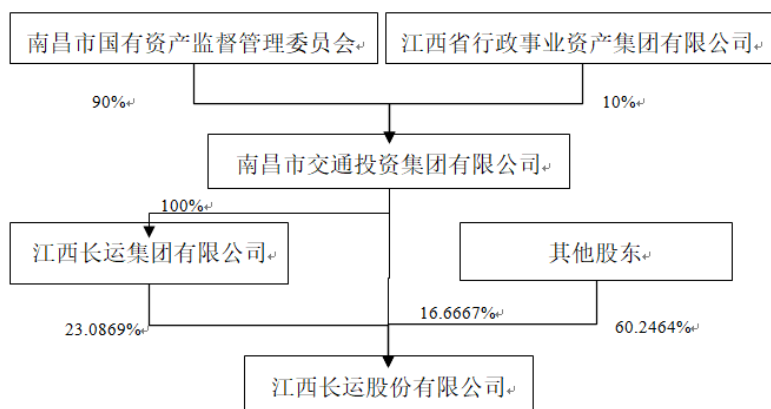 南昌市国有资产监督管理委员会
江西省行政事业资产集团有限公司
90%
10%
南昌市交通投资集团有限公司
100%
江西长运集团有限公司
其他股东
23.0869%
16.6667%
60.2464%
江西长运股份有限公司